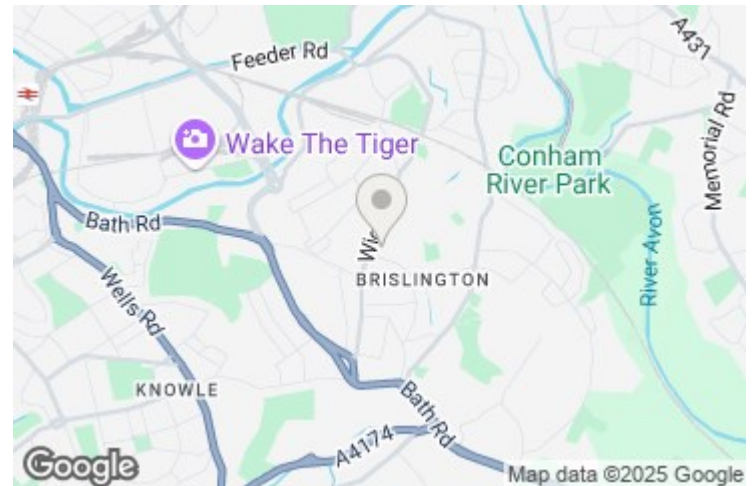 Feeder Rd
A431
Memorial Rd
Wake The Tiger
Conham
River Park
Bath Rd
BRISLINGTON
River Avon
Wells Rd
KNOWLE
Bath Rd
A4174
Google
Map data ©2025 Google